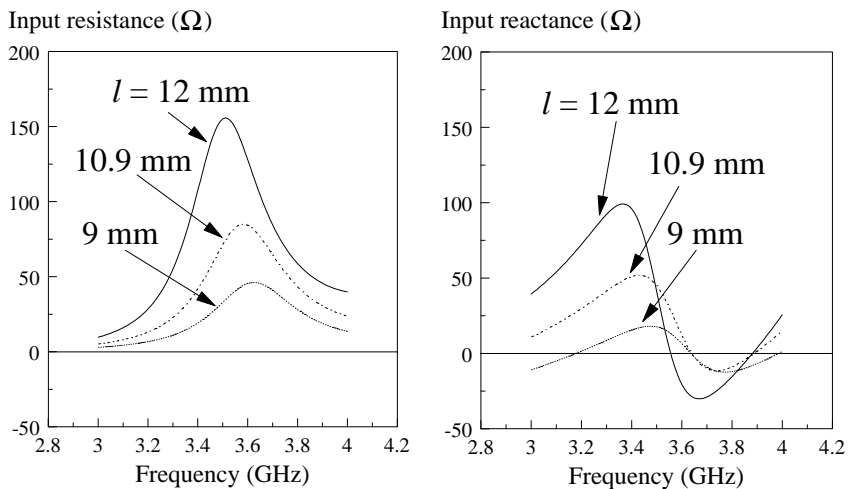 Input resistance (Ω)
200
150
100
50
0
-50
2.8 3 3.2 3.4 3.6 3.8 4 4.2
Frequency (GHz)
l = 12 mm
10.9 mm
9 mm
Input reactance (Ω)
200
150
100
50
0
-50
2.8 3 3.2 3.4 3.6 3.8 4 4.2
Frequency (GHz)
l = 12 mm
10.9 mm
9 mm